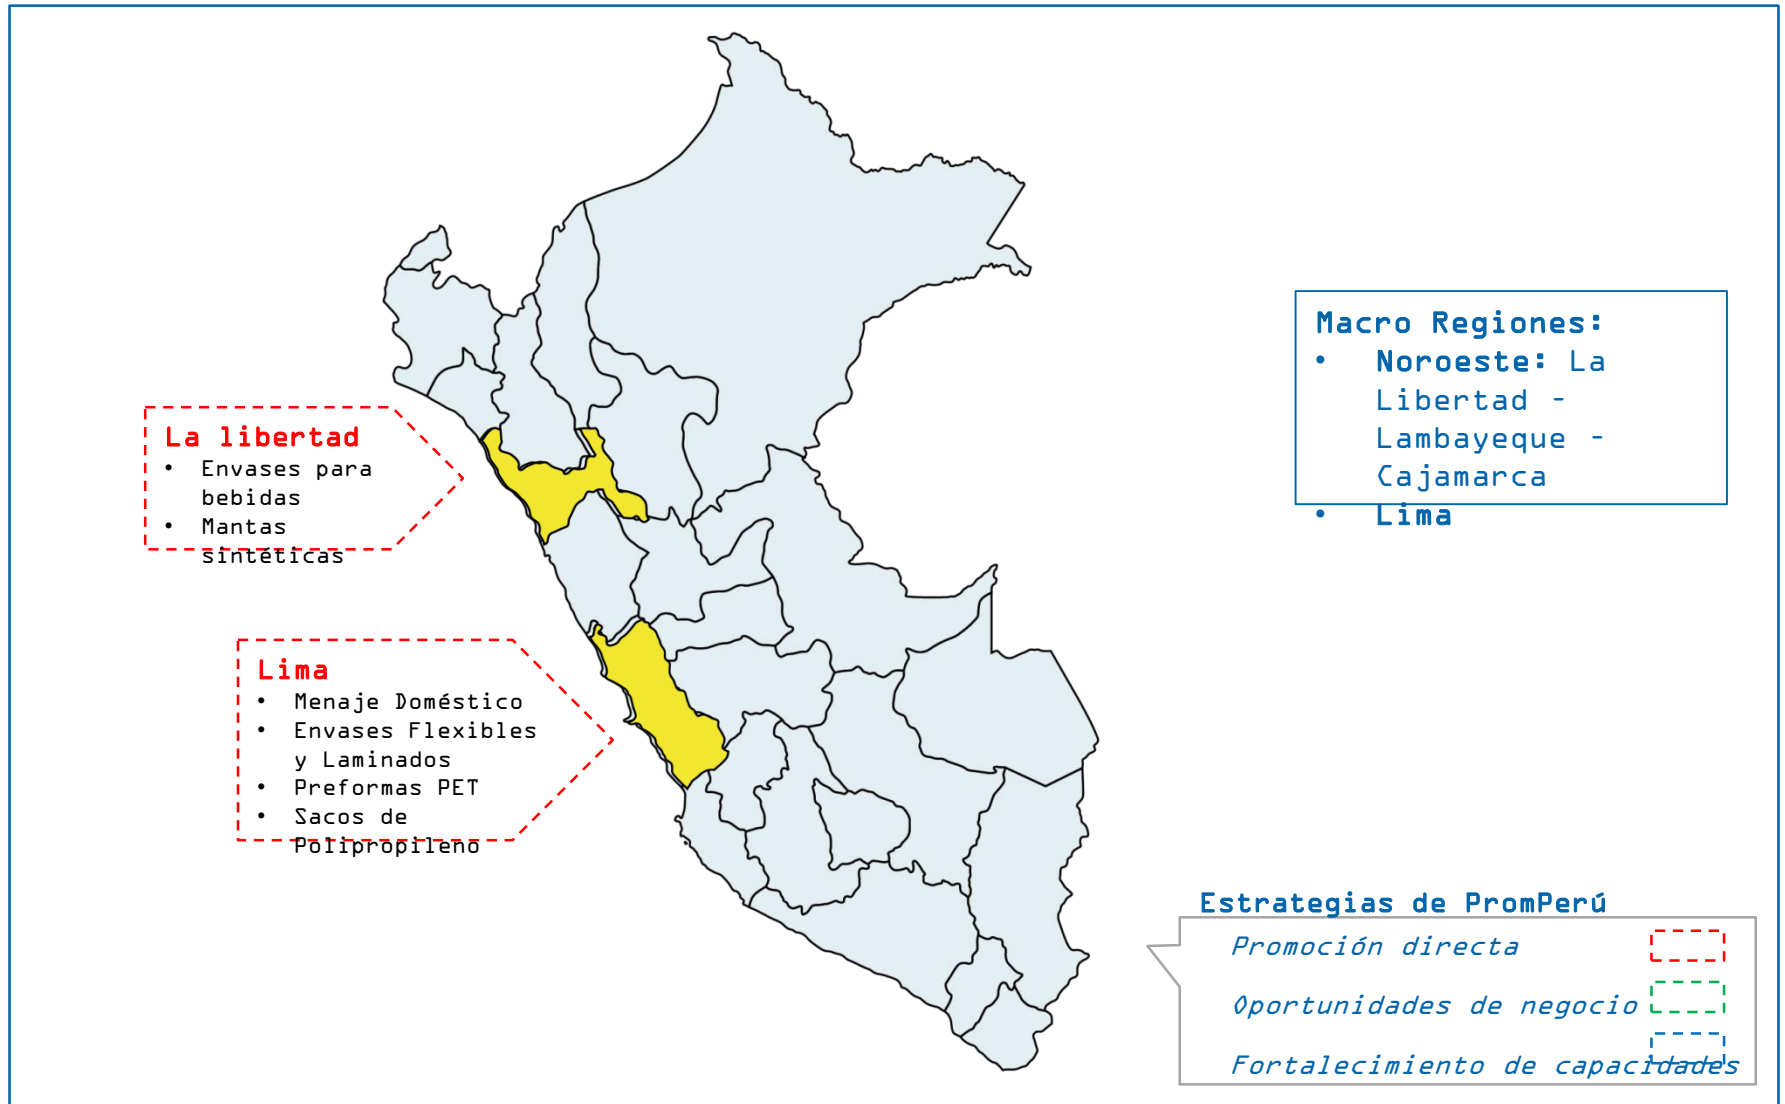 La libertad
• Envases para
bebidas
• Mantas
sintéticas
Lima
• Menaje Doméstico
• Envases Flexibles
y Laminados
• Preformas PET
• Sacos de
Polipropileno
Macro Regiones:
• Noroeste: La
Libertad -
Lambayeque -
Cajamarca
• Lima
Estrategias de PromPerú
Promoción directa
Oportunidades de negocio
Fortalecimiento de capacidades